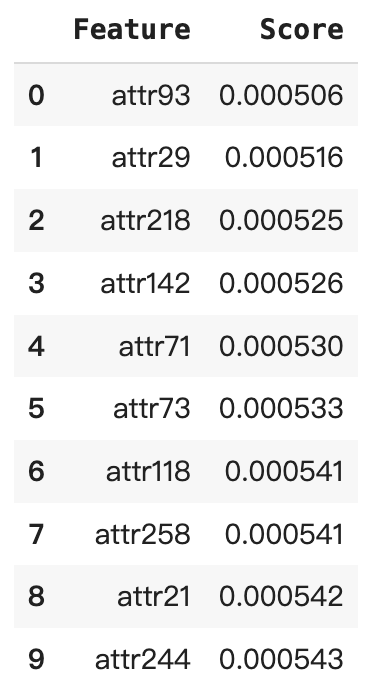 Feature Score
0 attr93 0.000506
1 attr29 0.000516
2 attr218 0.000525
3 attr142 0.000526
4 attr71 0.000530
5 attr73 0.000533
6 attr118 0.000541
7 attr258 0.000541
8 attr21 0.000542
9 attr244 0.000543